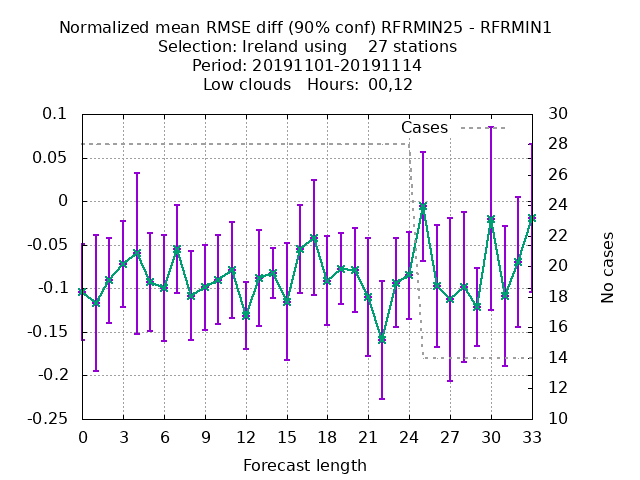 Normalized mean RMSE diff (90% conf) RFRMIN25 - RFRMIN1
Selection: Ireland using    27 stations
Period: 20191101-20191114
Low clouds   Hours:  00,12
Cases
0.1
0.05
0
-0.05
-0.1
-0.15
-0.2
-0.25
30
28
26
24
22
20
18
16
14
12
10
No cases
0 3 6 9 12 15 18 21 24 27 30 33
Forecast length